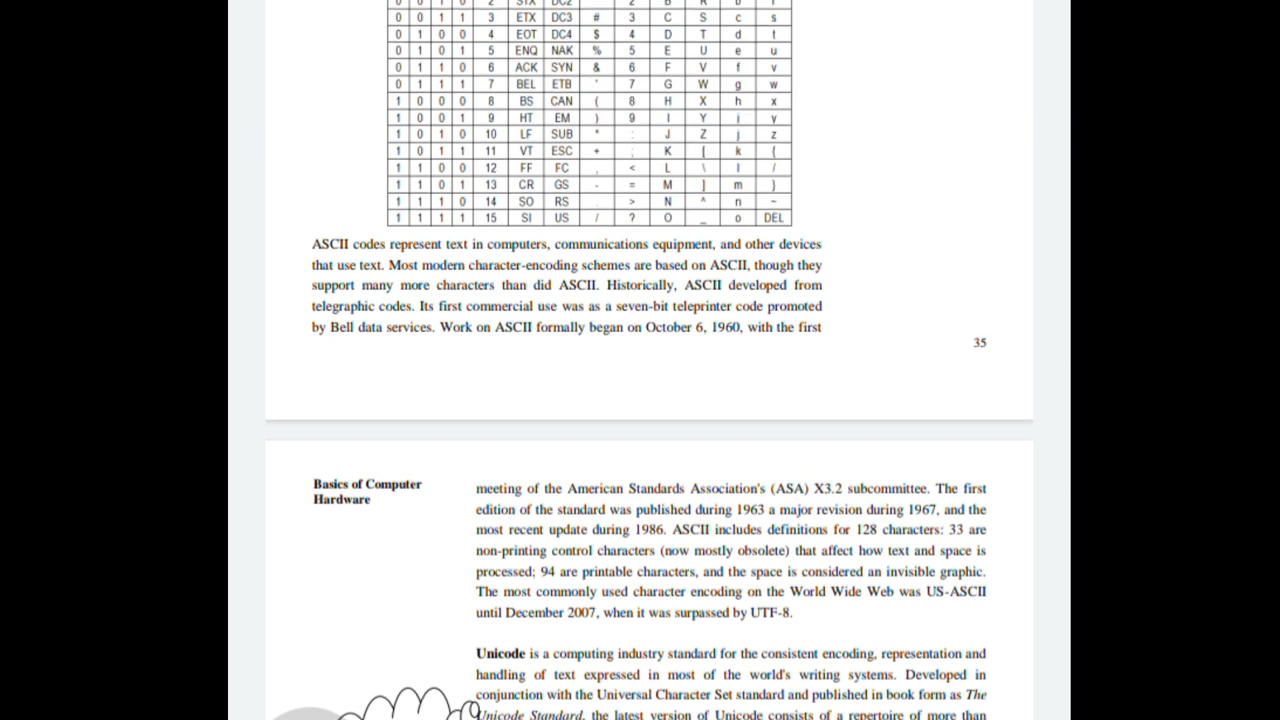 0 0 1 0 2 STX DC2 2 B R b r
0 0 1 1 3 ETX DC3 # 3 C S c s
0 1 0 0 4 EOT DC4 $ 4 D T d t
0 1 0 1 5 ENQ NAK % 5 E U e u
0 1 1 0 6 ACK SYN & 6 F V f v
0 1 1 1 7 BEL ETB ' 7 G W g w
1 0 0 0 8 BS CAN ( 8 H X h x
1 0 0 1 9 HT EM ) 9 I Y i y
1 0 1 0 10 LF SUB * : J Z j z
1 0 1 1 11 VT ESC + ; K [ k {
1 1 0 0 12 FF FC , < L \ l /
1 1 0 1 13 CR GS - = M ] m }
1 1 1 0 14 SO RS . > N ^ n ~
1 1 1 1 15 SI US / ? O _ o DEL
ASCII codes represent text in computers, communications equipment, and other devices
that use text. Most modern character-encoding schemes are based on ASCII, though they
support many more characters than did ASCII. Historically, ASCII developed from
telegraphic codes. Its first commercial use was as a seven-bit teleprinter code promoted
by Bell data services. Work on ASCII formally began on October 6, 1960, with the first
35
Basics of Computer
Hardware
meeting of the American Standards Association's (ASA) X3.2 subcommittee. The first
edition of the standard was published during 1963 a major revision during 1967, and the
most recent update during 1986. ASCII includes definitions for 128 characters: 33 are
non-printing control characters (now mostly obsolete) that affect how text and space is
processed; 94 are printable characters, and the space is considered an invisible graphic.
The most commonly used character encoding on the World Wide Web was US-ASCII
until December 2007, when it was surpassed by UTF-8.
Unicode is a computing industry standard for the consistent encoding, representation and
handling of text expressed in most of the world's writing systems. Developed in
conjunction with the Universal Character Set standard and published in book form as The
Unicode Standard, the latest version of Unicode consists of a repertoire of more than